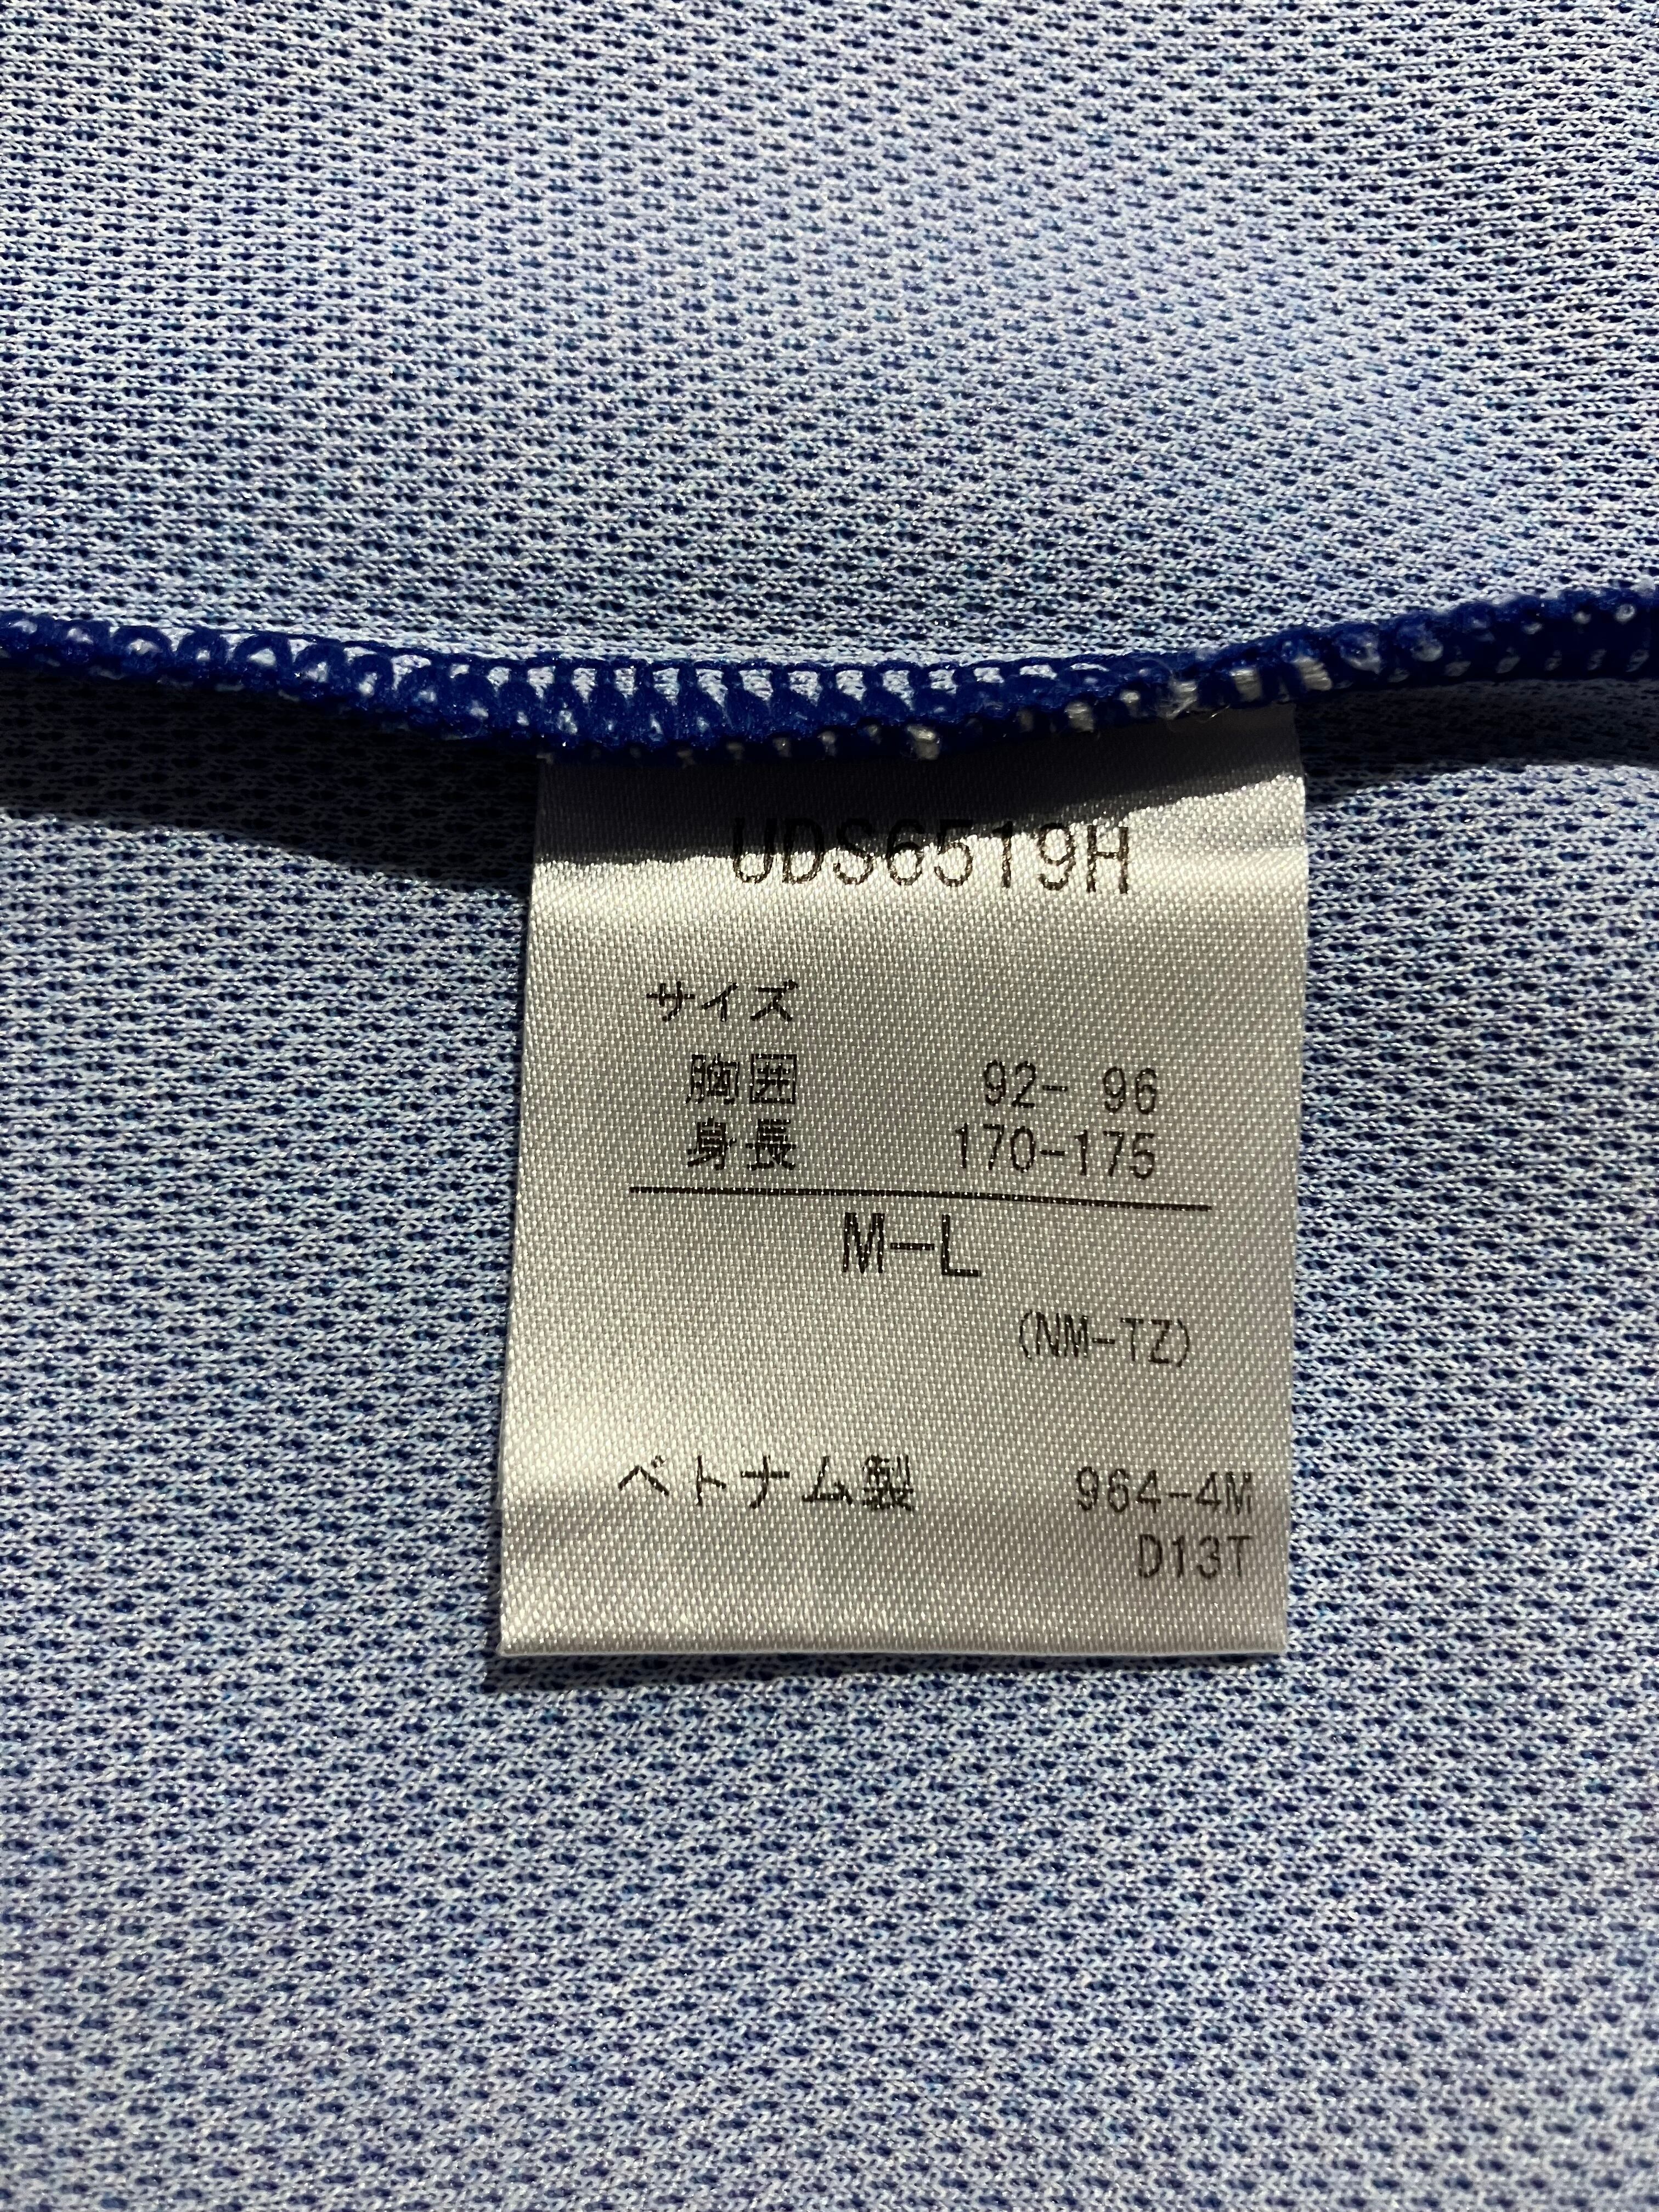 UDS6519H
サイズ
胸囲 92- 96
身長 170-175
M-L
(NM-TZ)
ベトナム製 964-4M
D13T